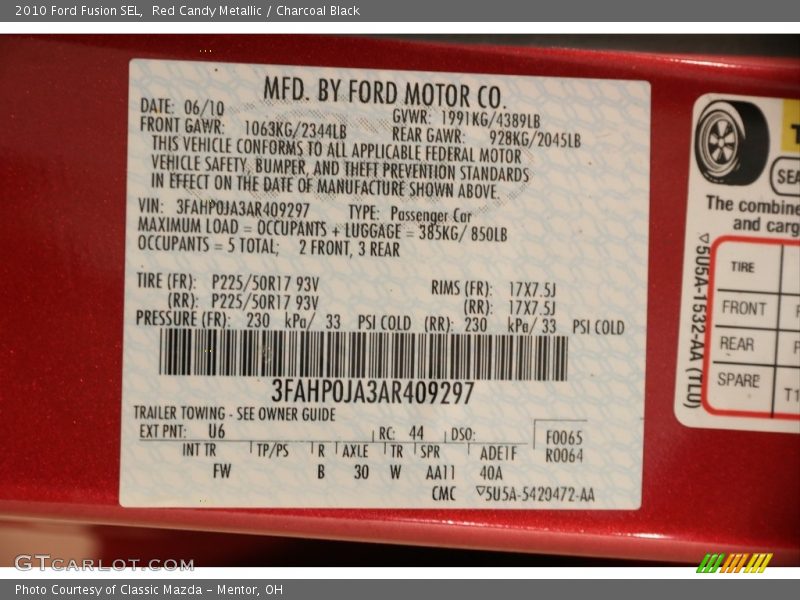 2010 Ford Fusion SEL,  Red Candy Metallic / Charcoal Black
MFD. BY FORD MOTOR CO.
DATE: 06/10 GVWR: 1991KG/4389LB
FRONT GAWR: 1063KG/2344LB REAR GAWR: 928KG/2045LB
THIS VEHICLE CONFORMS TO ALL APPLICABLE FEDERAL MOTOR
VEHICLE SAFETY, BUMPER, AND THEFT PREVENTION STANDARDS
IN EFFECT ON THE DATE OF MANUFACTURE SHOWN ABOVE.
VIN: 3FAHP0JA3AR409297 TYPE: Passenger Car
MAXIMUM LOAD = OCCUPANTS + LUGGAGE = 385KG/ 850LB
OCCUPANTS = 5 TOTAL; 2 FRONT, 3 REAR
TIRE (FR): P225/50R17 93V RIMS (FR): 17X7.5J
(RR): P225/50R17 93V (RR): 17X7.5J
PRESSURE (FR): 230 kPa/ 33 PSI COLD (RR): 230 kPa/ 33 PSI COLD
3FAHP0JA3AR409297
TRAILER TOWING - SEE OWNER GUIDE
EXT PNT: U6 RC: 44 DSO: F0065
INT TR TP/PS R AXLE TR SPR ADE1F R0064
FW B 30 W AA11 40A
CMC ▽5U5A-5420472-AA
The combine
and carg
▽5U5A-1532-AA (TLU)
TIRE
FRONT
REAR
SPARE T1
GTCARLOT.COM
Photo Courtesy of Classic Mazda - Mentor, OH